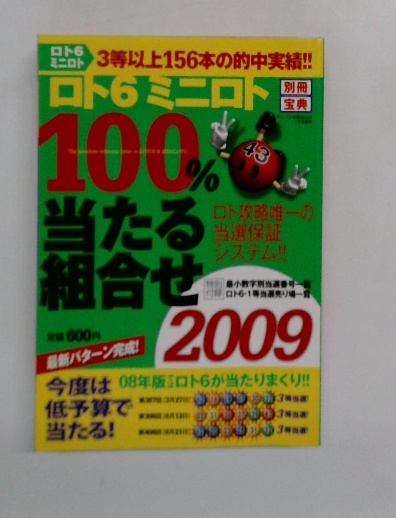 ロト6
ミニロト
3等以上156本の的中実績!!
ロト6 ミニロト
別冊
宝典
100%
43
当たる
組合せ
ロト攻略唯一の
当選保証
システム!!
特別
付録
最小数字別当選番号一覧
ロト6・1等当選売り場一覧
定価600円
2009
最新パターン完成!
今度は
低予算で
当たる!
08年版でロト6が当たりまくり!!
3等当選!
3等当選!
3等当選!